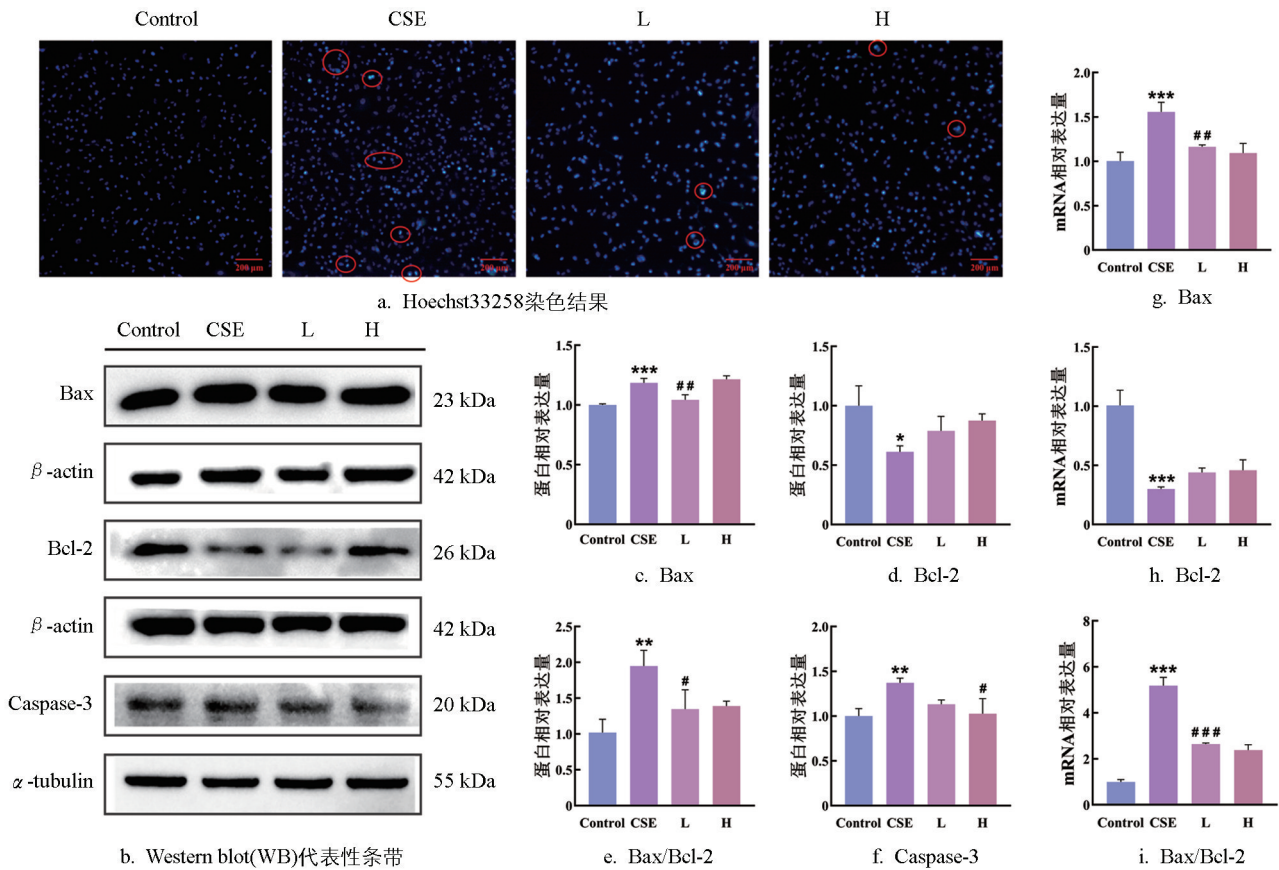 Control CSE L H
200 μm 200 μm 200 μm 200 μm
a. Hoechst33258染色结果
mRNA相对表达量
2.0
1.5
1.0
0.5
0
***
##
Control CSE L H
g. Bax
Control CSE L H
Bax 23 kDa
β-actin 42 kDa
Bcl-2 26 kDa
β-actin 42 kDa
Caspase-3 20 kDa
α-tubulin 55 kDa
b. Western blot(WB)代表性条带
蛋白相对表达量
1.5
1.0
0.5
0
***
##
Control CSE L H
c. Bax
蛋白相对表达量
1.5
1.0
0.5
0
*
Control CSE L H
d. Bcl-2
mRNA相对表达量
1.5
1.0
0.5
0
***
Control CSE L H
h. Bcl-2
蛋白相对表达量
2.5
2.0
1.5
1.0
0.5
0
**
#
Control CSE L H
e. Bax/Bcl-2
蛋白相对表达量
2.0
1.5
1.0
0.5
0
**
#
Control CSE L H
f. Caspase-3
mRNA相对表达量
8
6
4
2
0
***
###
Control CSE L H
i. Bax/Bcl-2